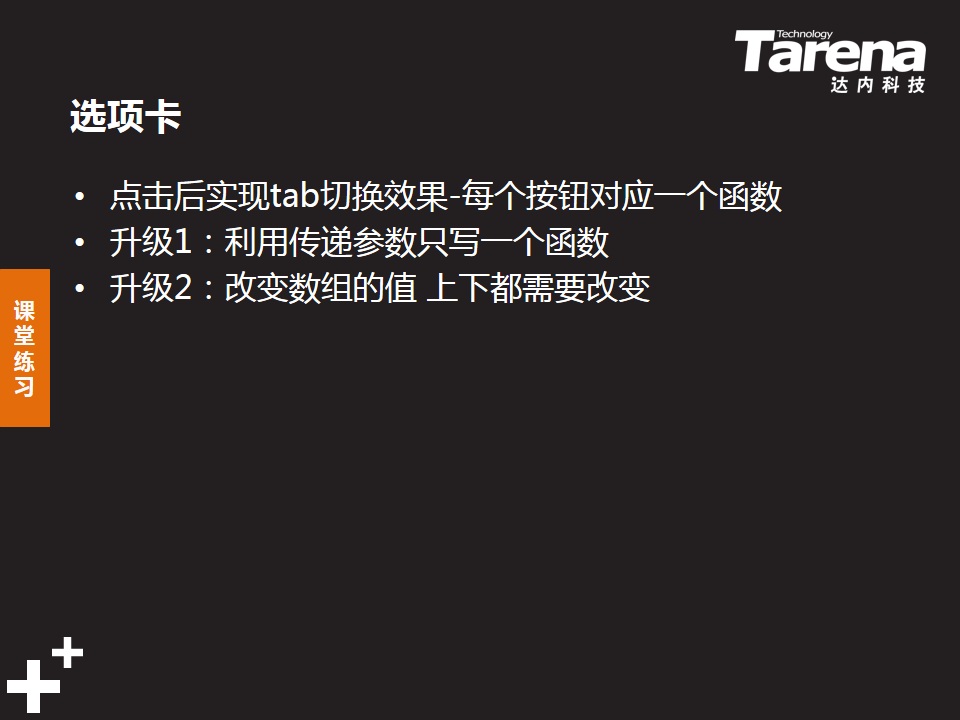 Technology
Tarena
达内科技
选项卡
• 点击后实现tab切换效果-每个按钮对应一个函数
• 升级1：利用传递参数只写一个函数
• 升级2：改变数组的值 上下都需要改变
课堂练习